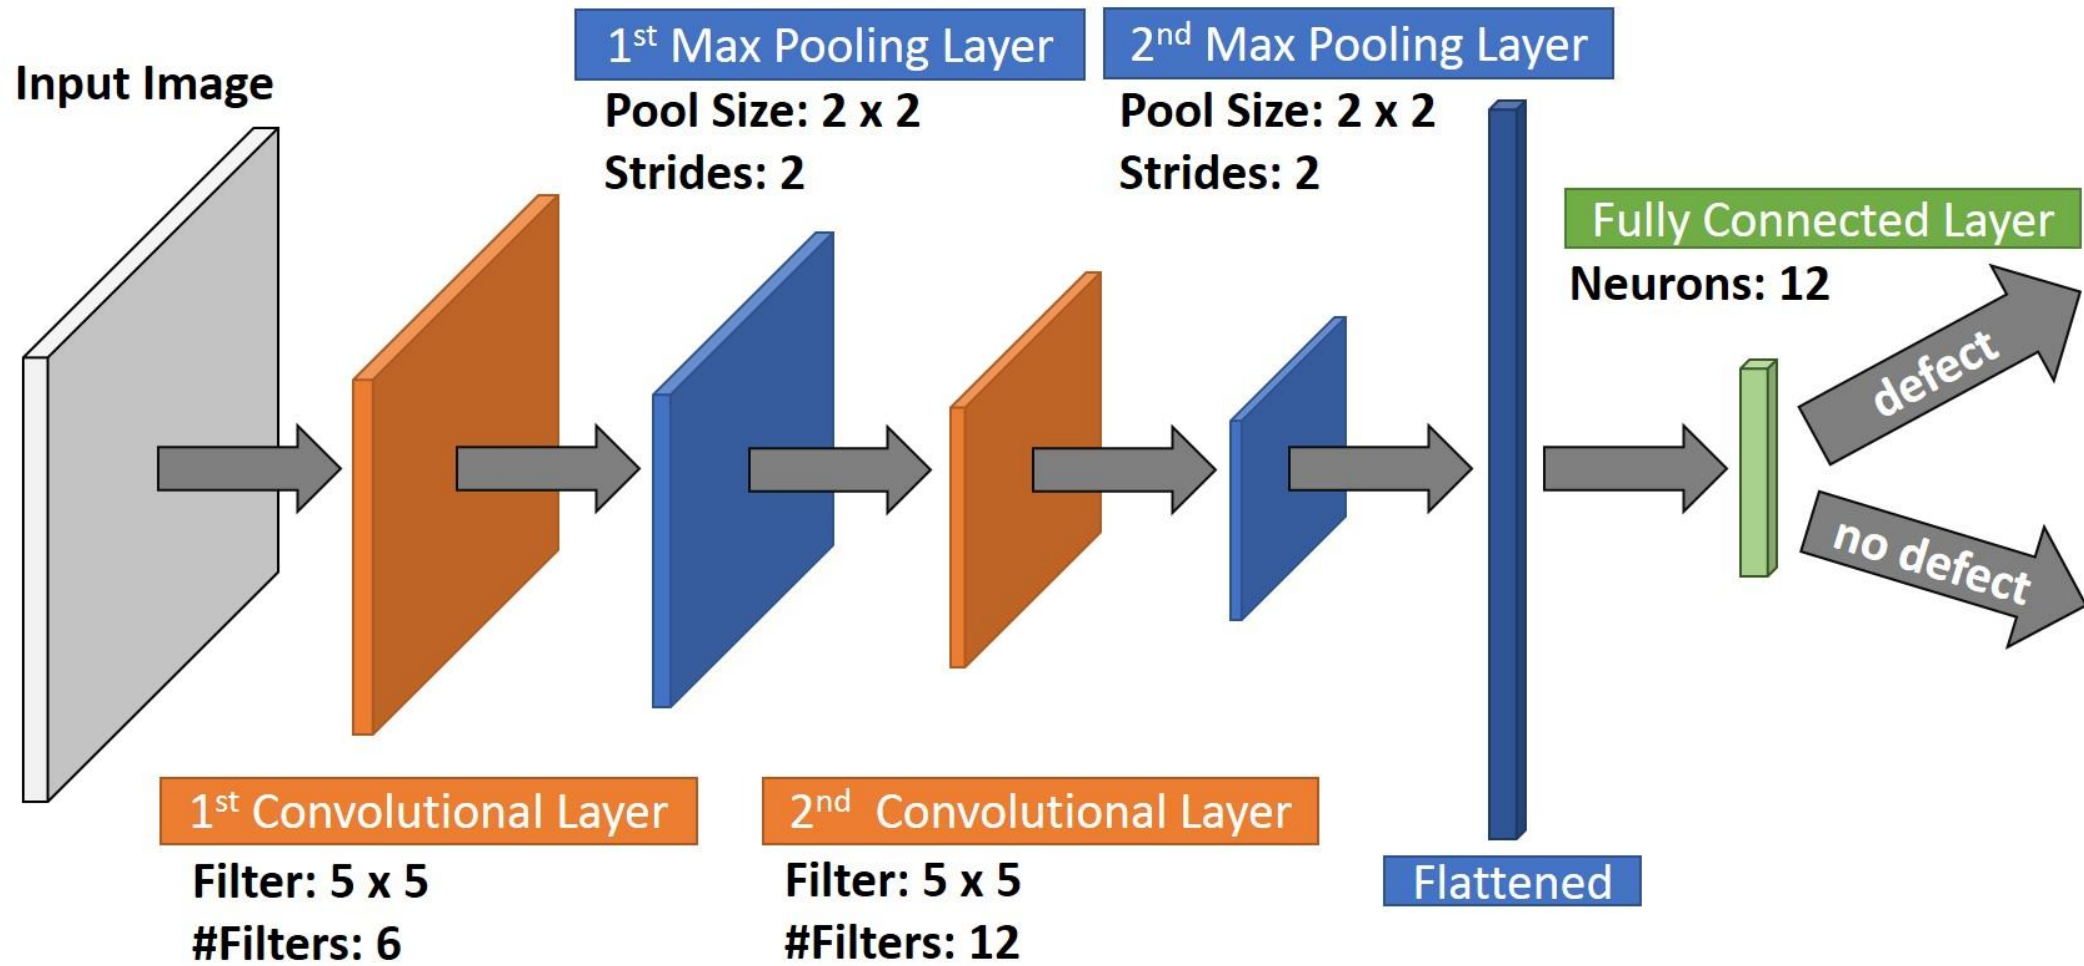 Input Image
1st Max Pooling Layer
Pool Size: 2 x 2
Strides: 2
2nd Max Pooling Layer
Pool Size: 2 x 2
Strides: 2
Fully Connected Layer
Neurons: 12
defect
no defect
1st Convolutional Layer
Filter: 5 x 5
#Filters: 6
2nd Convolutional Layer
Filter: 5 x 5
#Filters: 12
Flattened